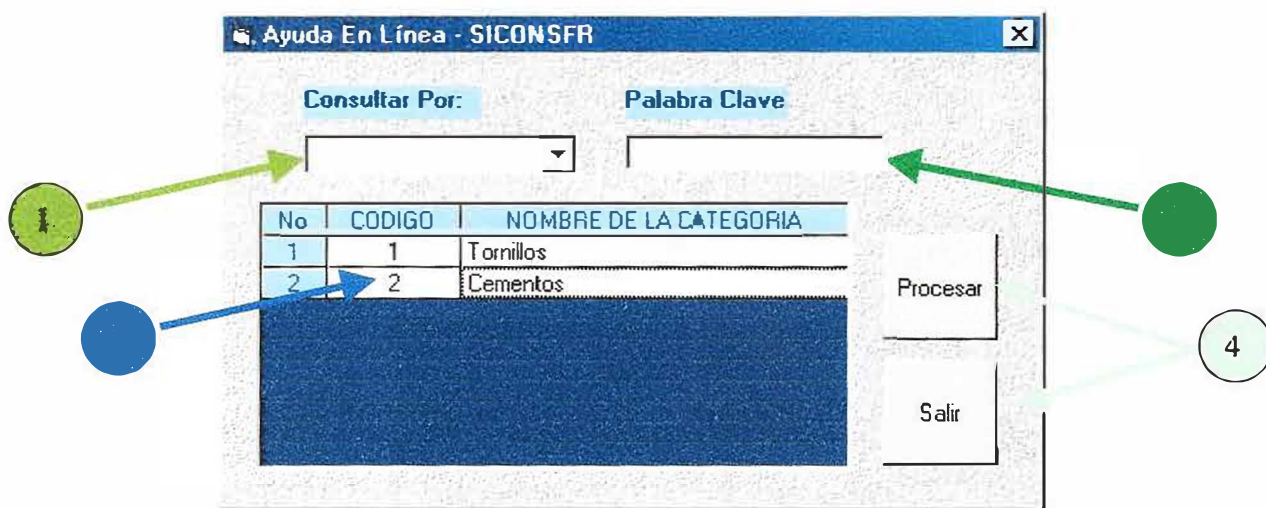 Ayuda En Línea - SICONSFR
Consultar Por: Palabra Clave
1
No CODIGO NOMBRE DE LA CATEGORIA
1 1 Tornillos
2 2 Cementos
Procesar
4
Salir